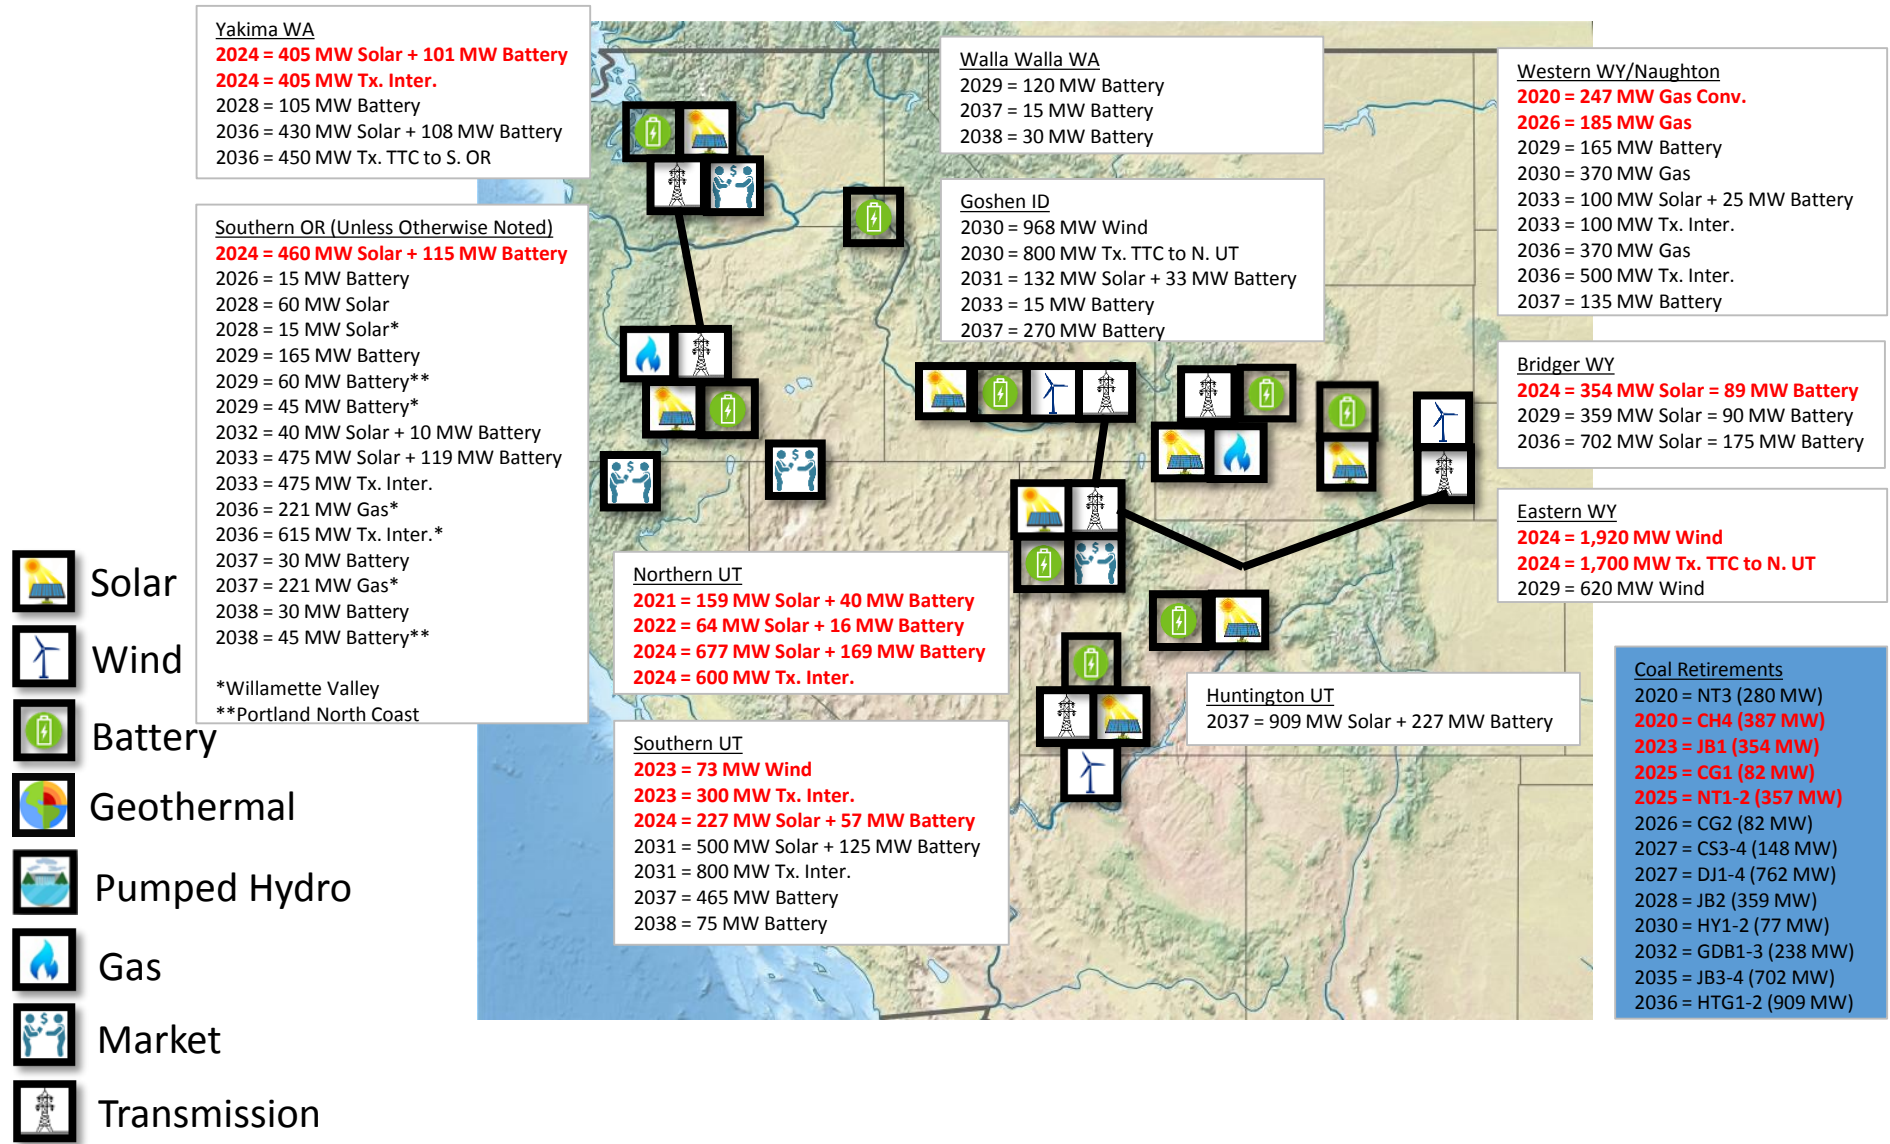 Yakima WA
2024 = 405 MW Solar + 101 MW Battery
2024 = 405 MW Tx. Inter.
2028 = 105 MW Battery
2036 = 430 MW Solar + 108 MW Battery
2036 = 450 MW Tx. TTC to S. OR
Walla Walla WA
2029 = 120 MW Battery
2037 = 15 MW Battery
2038 = 30 MW Battery
Western WY/Naughton
2020 = 247 MW Gas Conv.
2026 = 185 MW Gas
2029 = 165 MW Battery
2030 = 370 MW Gas
2033 = 100 MW Solar + 25 MW Battery
2033 = 100 MW Tx. Inter.
2036 = 370 MW Gas
2036 = 500 MW Tx. Inter.
2037 = 135 MW Battery
Southern OR (Unless Otherwise Noted)
2024 = 460 MW Solar + 115 MW Battery
2026 = 15 MW Battery
2028 = 60 MW Solar
2028 = 15 MW Solar*
2029 = 165 MW Battery
2029 = 60 MW Battery**
2029 = 45 MW Battery*
2032 = 40 MW Solar + 10 MW Battery
2033 = 475 MW Solar + 119 MW Battery
2033 = 475 MW Tx. Inter.
2036 = 221 MW Gas*
2036 = 615 MW Tx. Inter.*
2037 = 30 MW Battery
2037 = 221 MW Gas*
2038 = 30 MW Battery
2038 = 45 MW Battery**
*Willamette Valley
**Portland North Coast
Goshen ID
2030 = 968 MW Wind
2030 = 800 MW Tx. TTC to N. UT
2031 = 132 MW Solar + 33 MW Battery
2033 = 15 MW Battery
2037 = 270 MW Battery
Bridger WY
2024 = 354 MW Solar = 89 MW Battery
2029 = 359 MW Solar = 90 MW Battery
2036 = 702 MW Solar = 175 MW Battery
Eastern WY
2024 = 1,920 MW Wind
2024 = 1,700 MW Tx. TTC to N. UT
2029 = 620 MW Wind
Northern UT
2021 = 159 MW Solar + 40 MW Battery
2022 = 64 MW Solar + 16 MW Battery
2024 = 677 MW Solar + 169 MW Battery
2024 = 600 MW Tx. Inter.
Huntington UT
2037 = 909 MW Solar + 227 MW Battery
Southern UT
2023 = 73 MW Wind
2023 = 300 MW Tx. Inter.
2024 = 227 MW Solar + 57 MW Battery
2031 = 500 MW Solar + 125 MW Battery
2031 = 800 MW Tx. Inter.
2037 = 465 MW Battery
2038 = 75 MW Battery
Coal Retirements
2020 = NT3 (280 MW)
2020 = CH4 (387 MW)
2023 = JB1 (354 MW)
2025 = CG1 (82 MW)
2025 = NT1-2 (357 MW)
2026 = CG2 (82 MW)
2027 = CS3-4 (148 MW)
2027 = DJ1-4 (762 MW)
2028 = JB2 (359 MW)
2030 = HY1-2 (77 MW)
2032 = GDB1-3 (238 MW)
2035 = JB3-4 (702 MW)
2036 = HTG1-2 (909 MW)
Solar
Wind
Battery
Geothermal
Pumped Hydro
Gas
Market
Transmission